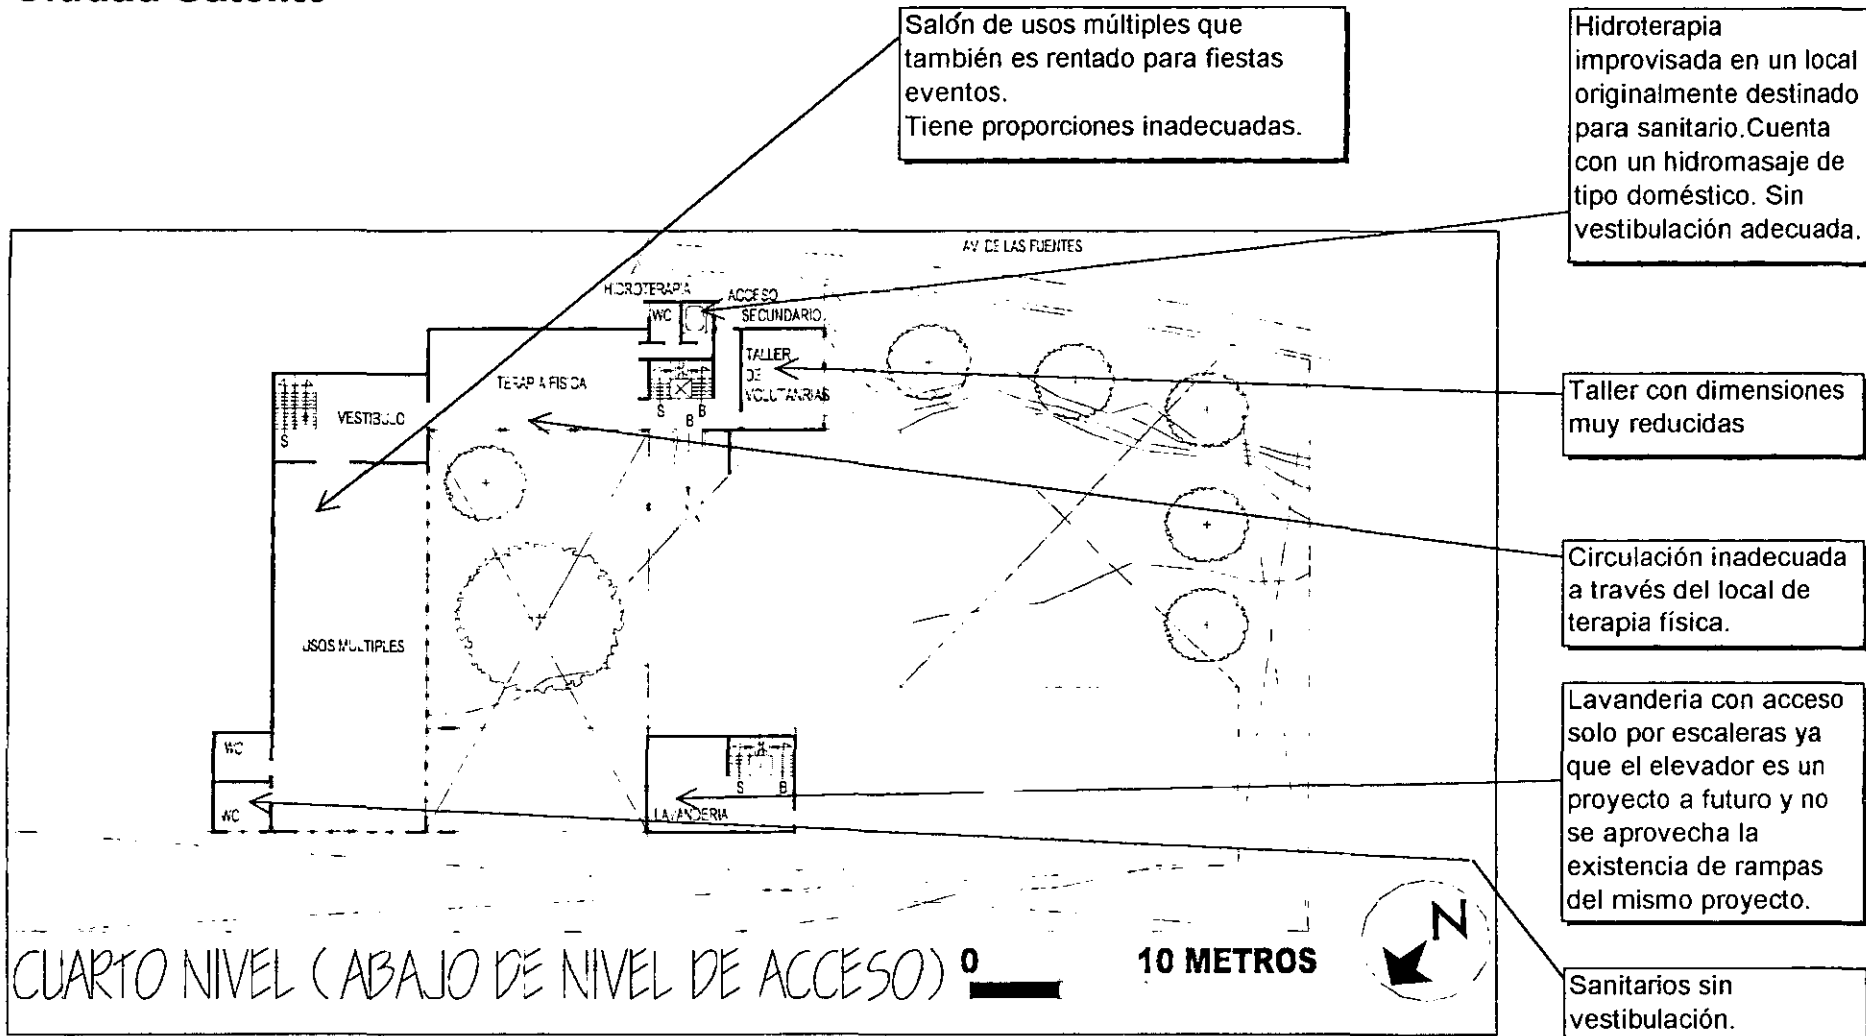 Salón de usos múltiples que
también es rentado para fiestas
eventos.
Tiene proporciones inadecuadas.
Hidroterapia
improvisada en un local
originalmente destinado
para sanitario.Cuenta
con un hidromasaje de
tipo doméstico. Sin
vestibulación adecuada.
AV. DE LAS FUENTES
HIDROTERAPIA
ACCESO
SECUNDARIO
WC
TALLER
DE
VOLUTANRIAS
TERAPIA FISICA
VESTIBULO
S
S
B
B
Taller con dimensiones
muy reducidas
Circulación inadecuada
a través del local de
terapia física.
USOS MULTIPLES
Lavanderia con acceso
solo por escaleras ya
que el elevador es un
proyecto a futuro y no
se aprovecha la
existencia de rampas
del mismo proyecto.
WC
WC
S
B
LAVANDERIA
Sanitarios sin
vestibulación.
CUARTO NIVEL (ABAJO DE NIVEL DE ACCESO)
0
10 METROS
N